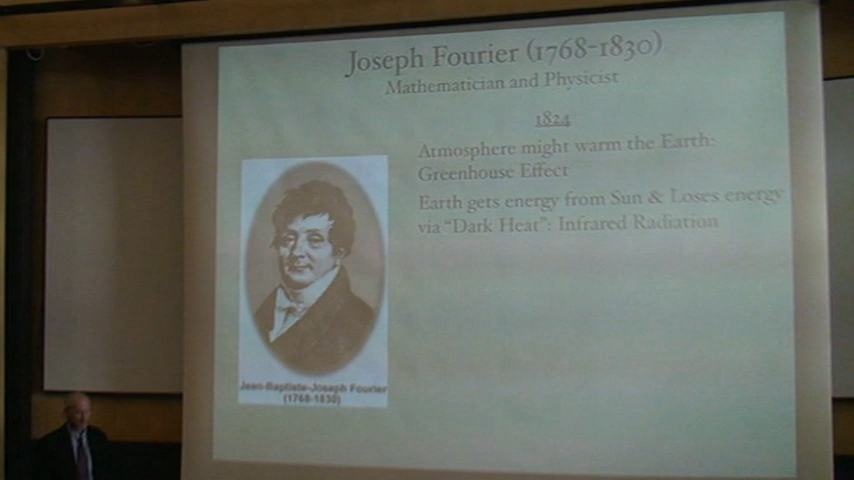 Joseph Fourier (1768-1830)
Mathematician and Physicist
1824
Atmosphere might warm the Earth:
Greenhouse Effect
Earth gets energy from Sun & Loses energy
via "Dark Heat": Infrared Radiation
Jean-Baptiste-Joseph Fourier
(1768-1830)